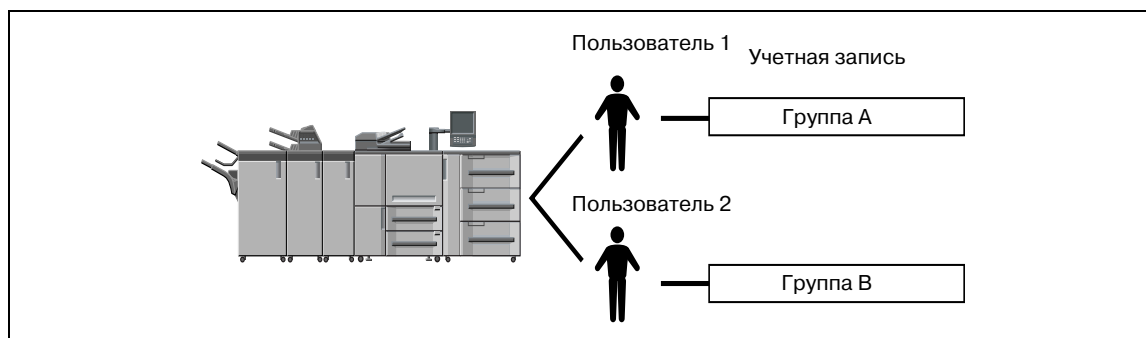 Пользователь 1
Учетная запись
Группа A
Пользователь 2
Группа B